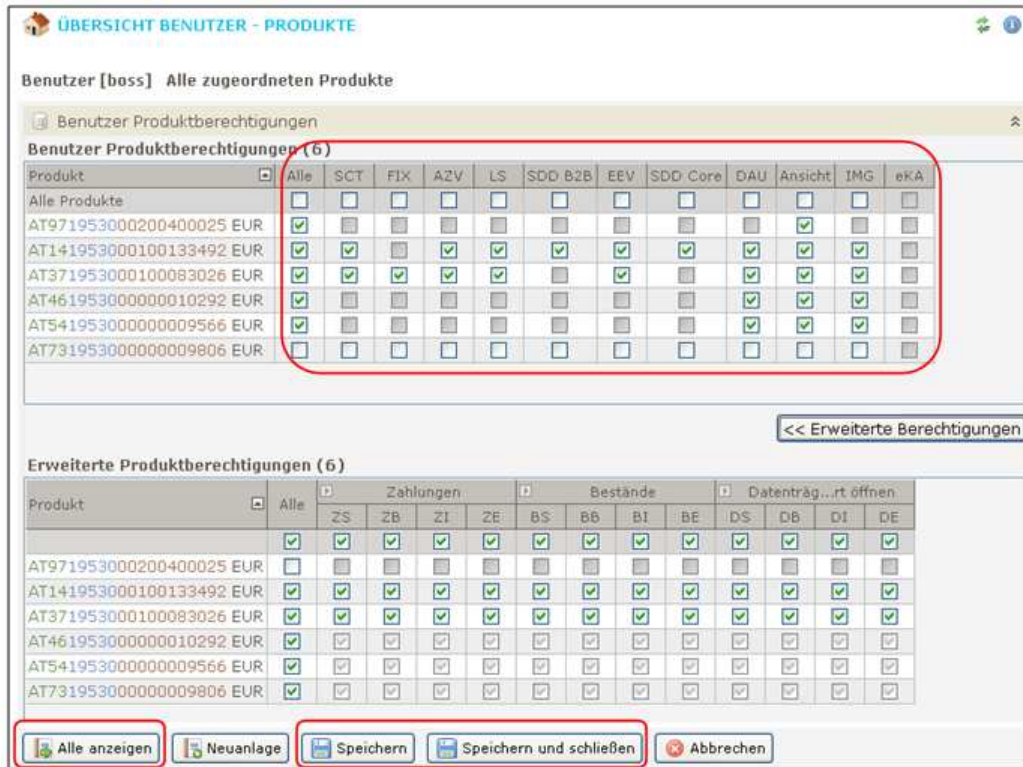 ÜBERSICHT BENUTZER - PRODUKTE
Benutzer [boss] Alle zugeordneten Produkte
Benutzer Produktberechtigungen
Benutzer Produktberechtigungen (6)
Produkt Alle SCT FIX AZV LS SDD B2B EEV SDD Core DAU Ansicht IMG eKA
Alle Produkte
AT971953000200400025 EUR
AT141953000100133492 EUR
AT371953000100083026 EUR
AT461953000000010292 EUR
AT541953000000009566 EUR
AT731953000000009806 EUR
<< Erweiterte Berechtigungen
Erweiterte Produktberechtigungen (6)
Produkt Alle Zahlungen Bestände Datenträg...rt öffnen
ZS ZB ZI ZE BS BB BI BE DS DB DI DE
AT971953000200400025 EUR
AT141953000100133492 EUR
AT371953000100083026 EUR
AT461953000000010292 EUR
AT541953000000009566 EUR
AT731953000000009806 EUR
Alle anzeigen Neuanlage Speichern Speichern und schließen Abbrechen